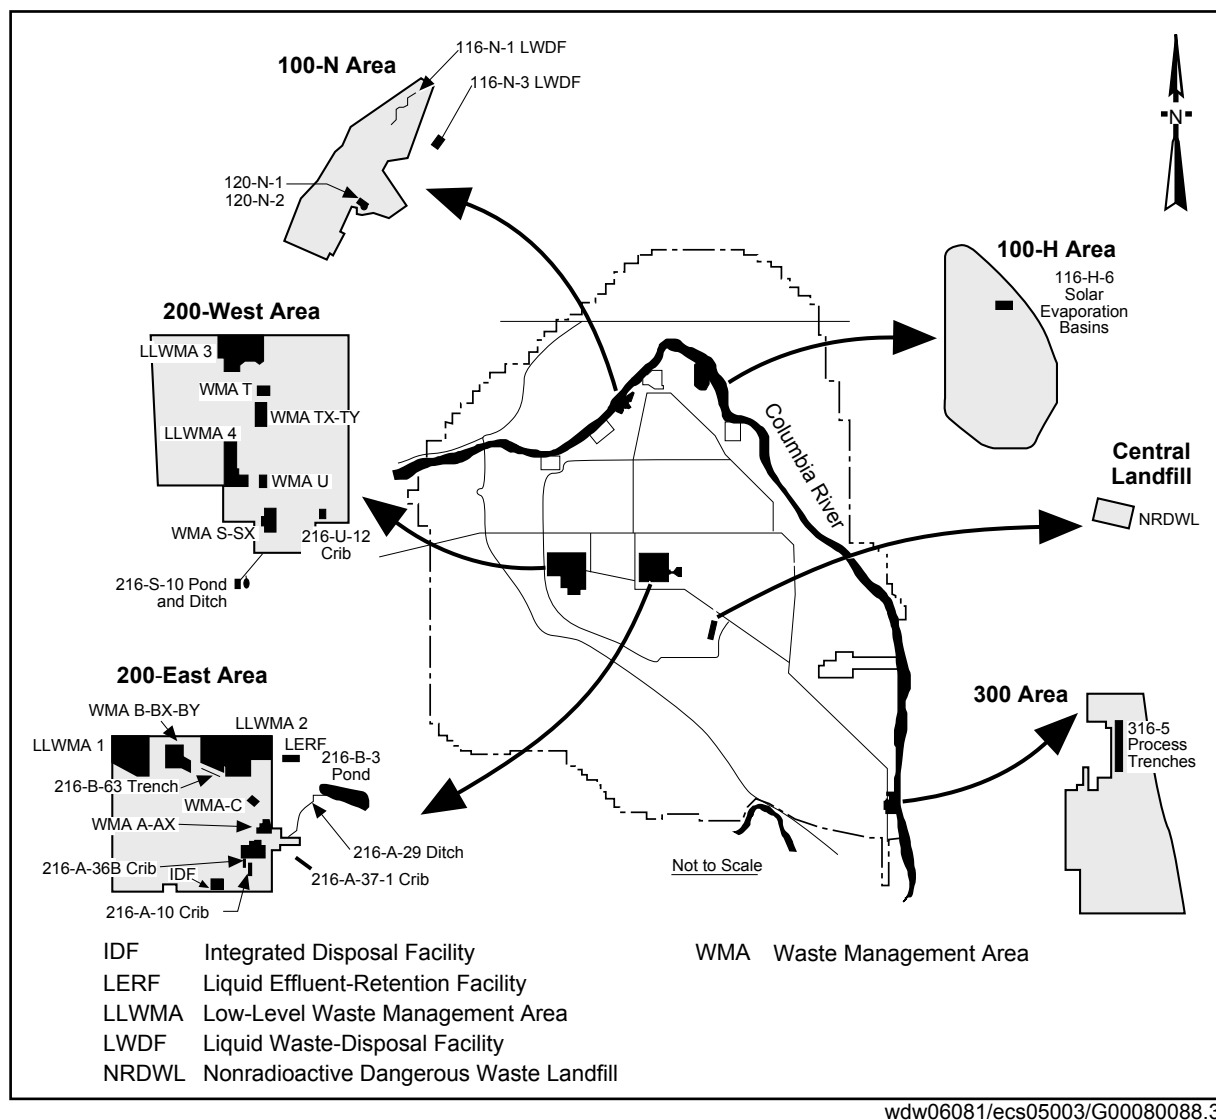 116-N-1 LWDF
100-N Area
116-N-3 LWDF
120-N-1
120-N-2
N
100-H Area
116-H-6
Solar
Evaporation
Basins
200-West Area
LLWMA 3
WMA T
WMA TX-TY
LLWMA 4
WMA U
WMA S-SX
216-U-12
Crib
216-S-10 Pond
and Ditch
Columbia River
Central
Landfill
NRDWL
200-East Area
WMA B-BX-BY
LLWMA 2
LLWMA 1
LERF
216-B-3
Pond
216-B-63 Trench
WMA-C
WMA A-AX
216-A-29 Ditch
216-A-36B Crib
IDF
216-A-37-1 Crib
216-A-10 Crib
300 Area
316-5
Process
Trenches
Not to Scale
IDF Integrated Disposal Facility
LERF Liquid Effluent-Retention Facility
LLWMA Low-Level Waste Management Area
LWDF Liquid Waste-Disposal Facility
NRDWL Nonradioactive Dangerous Waste Landfill
WMA Waste Management Area
wdw06081/ecs05003/G00080088.3